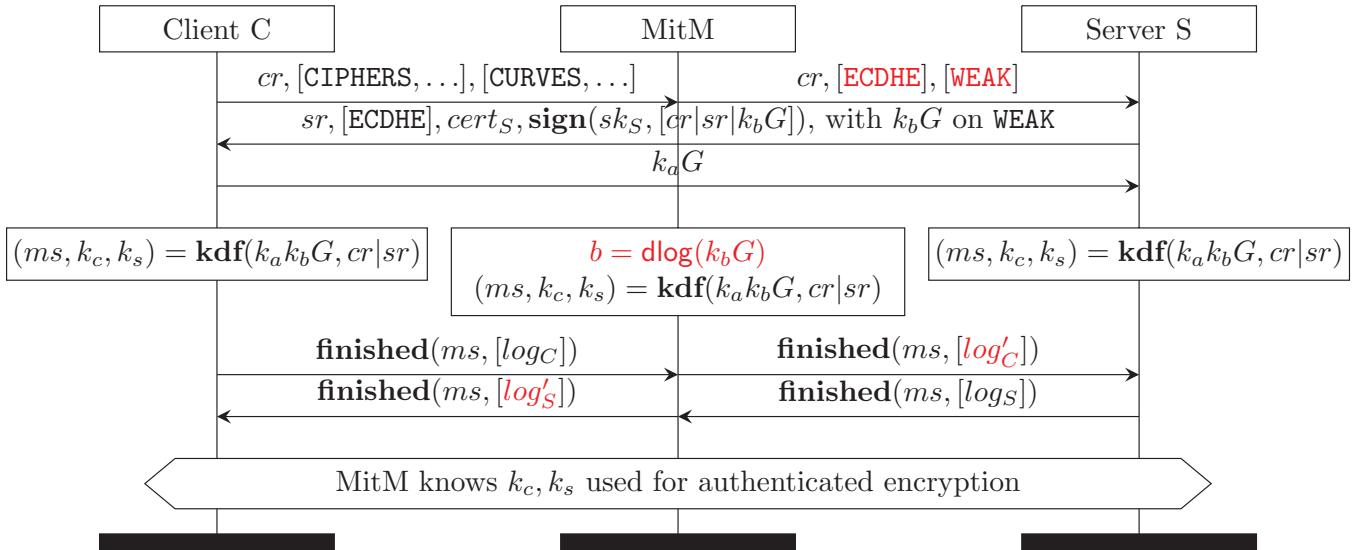 Client C
MitM
Server S
cr, [CIPHERS, ...], [CURVES, ...]
cr, [ECDHE], [WEAK]
sr, [ECDHE], cert_S, sign(sk_S, [cr|sr|k_bG]), with k_bG on WEAK
k_aG
(ms, k_c, k_s) = kdf(k_ak_bG, cr|sr)
b = dlog(k_bG)
(ms, k_c, k_s) = kdf(k_ak_bG, cr|sr)
(ms, k_c, k_s) = kdf(k_ak_bG, cr|sr)
finished(ms, [log_C])
finished(ms, [log′_C])
finished(ms, [log′_S])
finished(ms, [log_S])
MitM knows k_c, k_s used for authenticated encryption